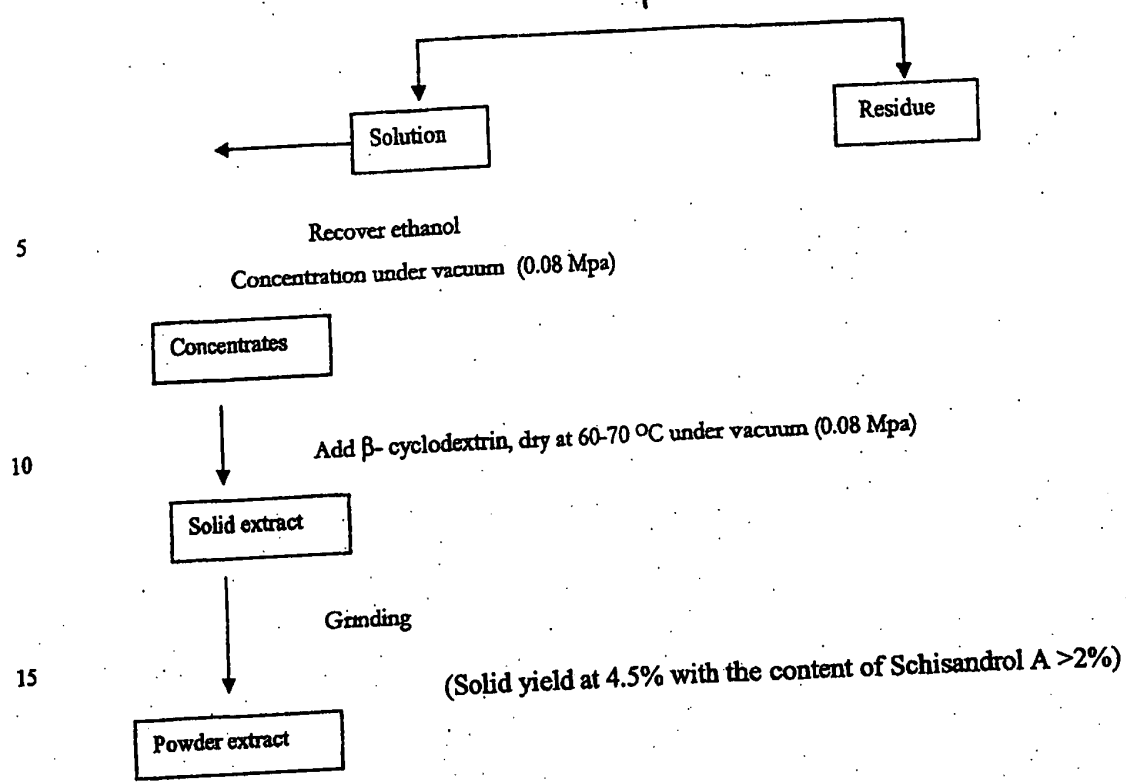 Solution
Residue
5
Recover ethanol
Concentration under vacuum (0.08 Mpa)
Concentrates
10
Add β- cyclodextrin, dry at 60-70 °C under vacuum (0.08 Mpa)
Solid extract
Grinding
15
(Solid yield at 4.5% with the content of Schisandrol A >2%)
Powder extract